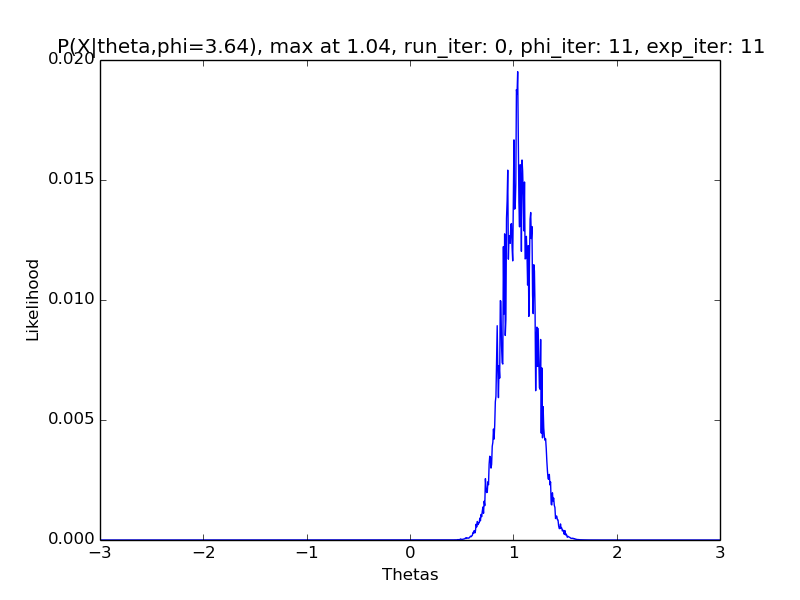 P(X|theta,phi=3.64), max at 1.04, run_iter: 0, phi_iter: 11, exp_iter: 11
0.020
0.015
0.010
0.005
0.000
Likelihood
−3 −2 −1 0 1 2 3
Thetas